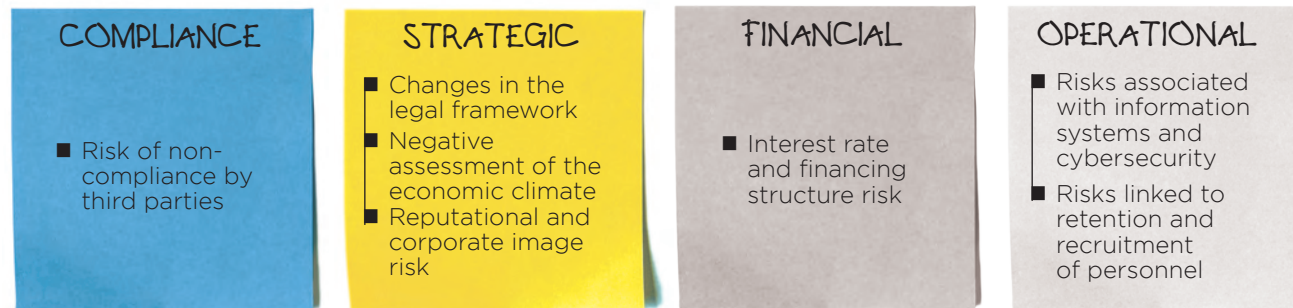 COMPLIANCE
■ Risk of non-
compliance by
third parties
STRATEGIC
■ Changes in the
legal framework
■ Negative
assessment of the
economic climate
■ Reputational and
corporate image
risk
FINANCIAL
■ Interest rate
and financing
structure risk
OPERATIONAL
■ Risks associated
with information
systems and
cybersecurity
■ Risks linked to
retention and
recruitment
of personnel